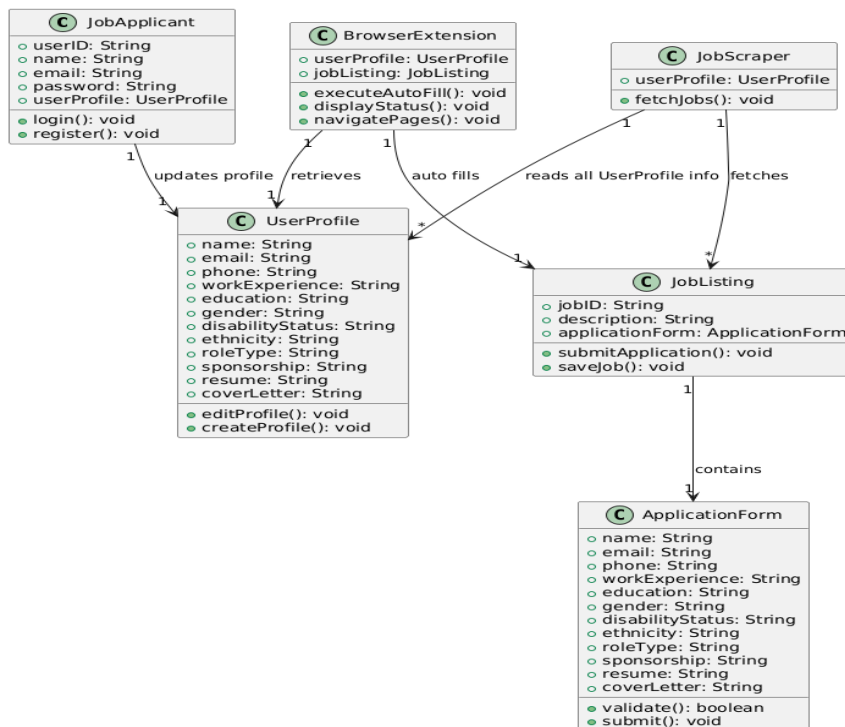 C JobApplicant
userID: String
name: String
email: String
password: String
userProfile: UserProfile
login(): void
register(): void
C BrowserExtension
userProfile: UserProfile
jobListing: JobListing
executeAutoFill(): void
displayStatus(): void
navigatePages(): void
C JobScraper
userProfile: UserProfile
fetchJobs(): void
1
1
1
1
1
updates profile
retrieves
auto fills
reads all UserProfile info
fetches
1
1
*
1
*
C UserProfile
name: String
email: String
phone: String
workExperience: String
education: String
gender: String
disabilityStatus: String
ethnicity: String
roleType: String
sponsorship: String
resume: String
coverLetter: String
editProfile(): void
createProfile(): void
C JobListing
jobID: String
description: String
applicationForm: ApplicationForm
submitApplication(): void
saveJob(): void
1
contains
1
C ApplicationForm
name: String
email: String
phone: String
workExperience: String
education: String
gender: String
disabilityStatus: String
ethnicity: String
roleType: String
sponsorship: String
resume: String
coverLetter: String
validate(): boolean
submit(): void